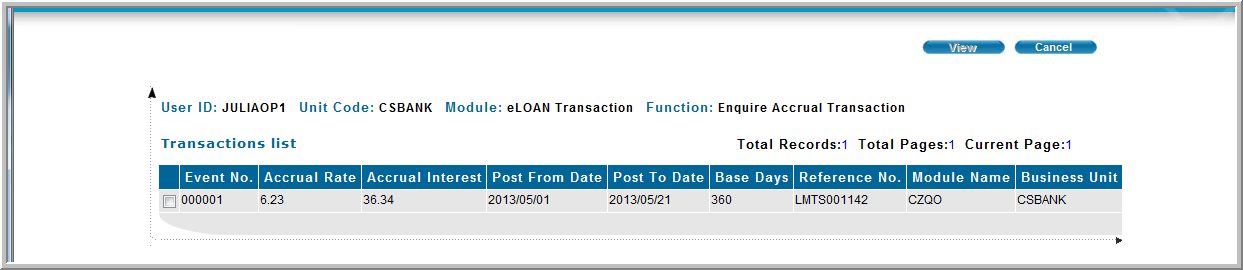 View Cancel
User ID: JULIAOP1 Unit Code: CSBANK Module: eLOAN Transaction Function: Enquire Accrual Transaction
Transactions list Total Records:1 Total Pages:1 Current Page:1
Event No. Accrual Rate Accrual Interest Post From Date Post To Date Base Days Reference No. Module Name Business Unit
000001 6.23 36.34 2013/05/01 2013/05/21 360 LMTS001142 CZQO CSBANK